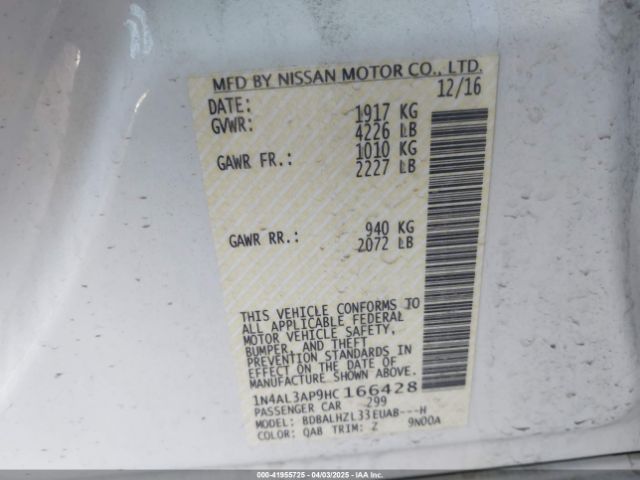 MFD BY NISSAN MOTOR CO., LTD.
DATE: 12/16
GVWR: 1917 KG
4226 LB
GAWR FR.: 1010 KG
2227 LB
GAWR RR.: 940 KG
2072 LB
THIS VEHICLE CONFORMS TO
ALL APPLICABLE FEDERAL
MOTOR VEHICLE SAFETY,
BUMPER, AND THEFT
PREVENTION STANDARDS IN
EFFECT ON THE DATE OF
MANUFACTURE SHOWN ABOVE.
1N4AL3AP9HC166428
PASSENGER CAR 299
MODEL: BDBALHZL33EUAB---H
COLOR: QAB TRIM: Z 9N00A
000-41955725 - 04/03/2025 - IAAI.COM